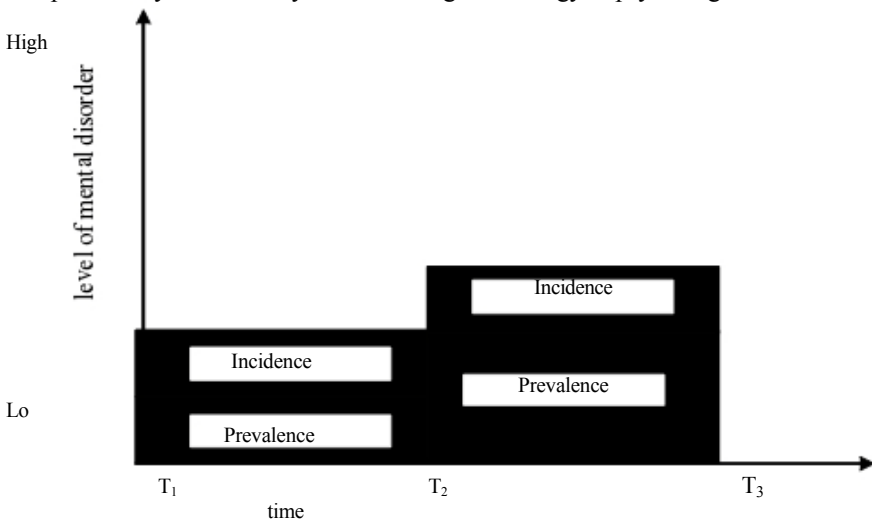 High
level of mental disorder
Incidence
Incidence
Prevalence
Lo
Prevalence
T₁
T₂
T₃
time